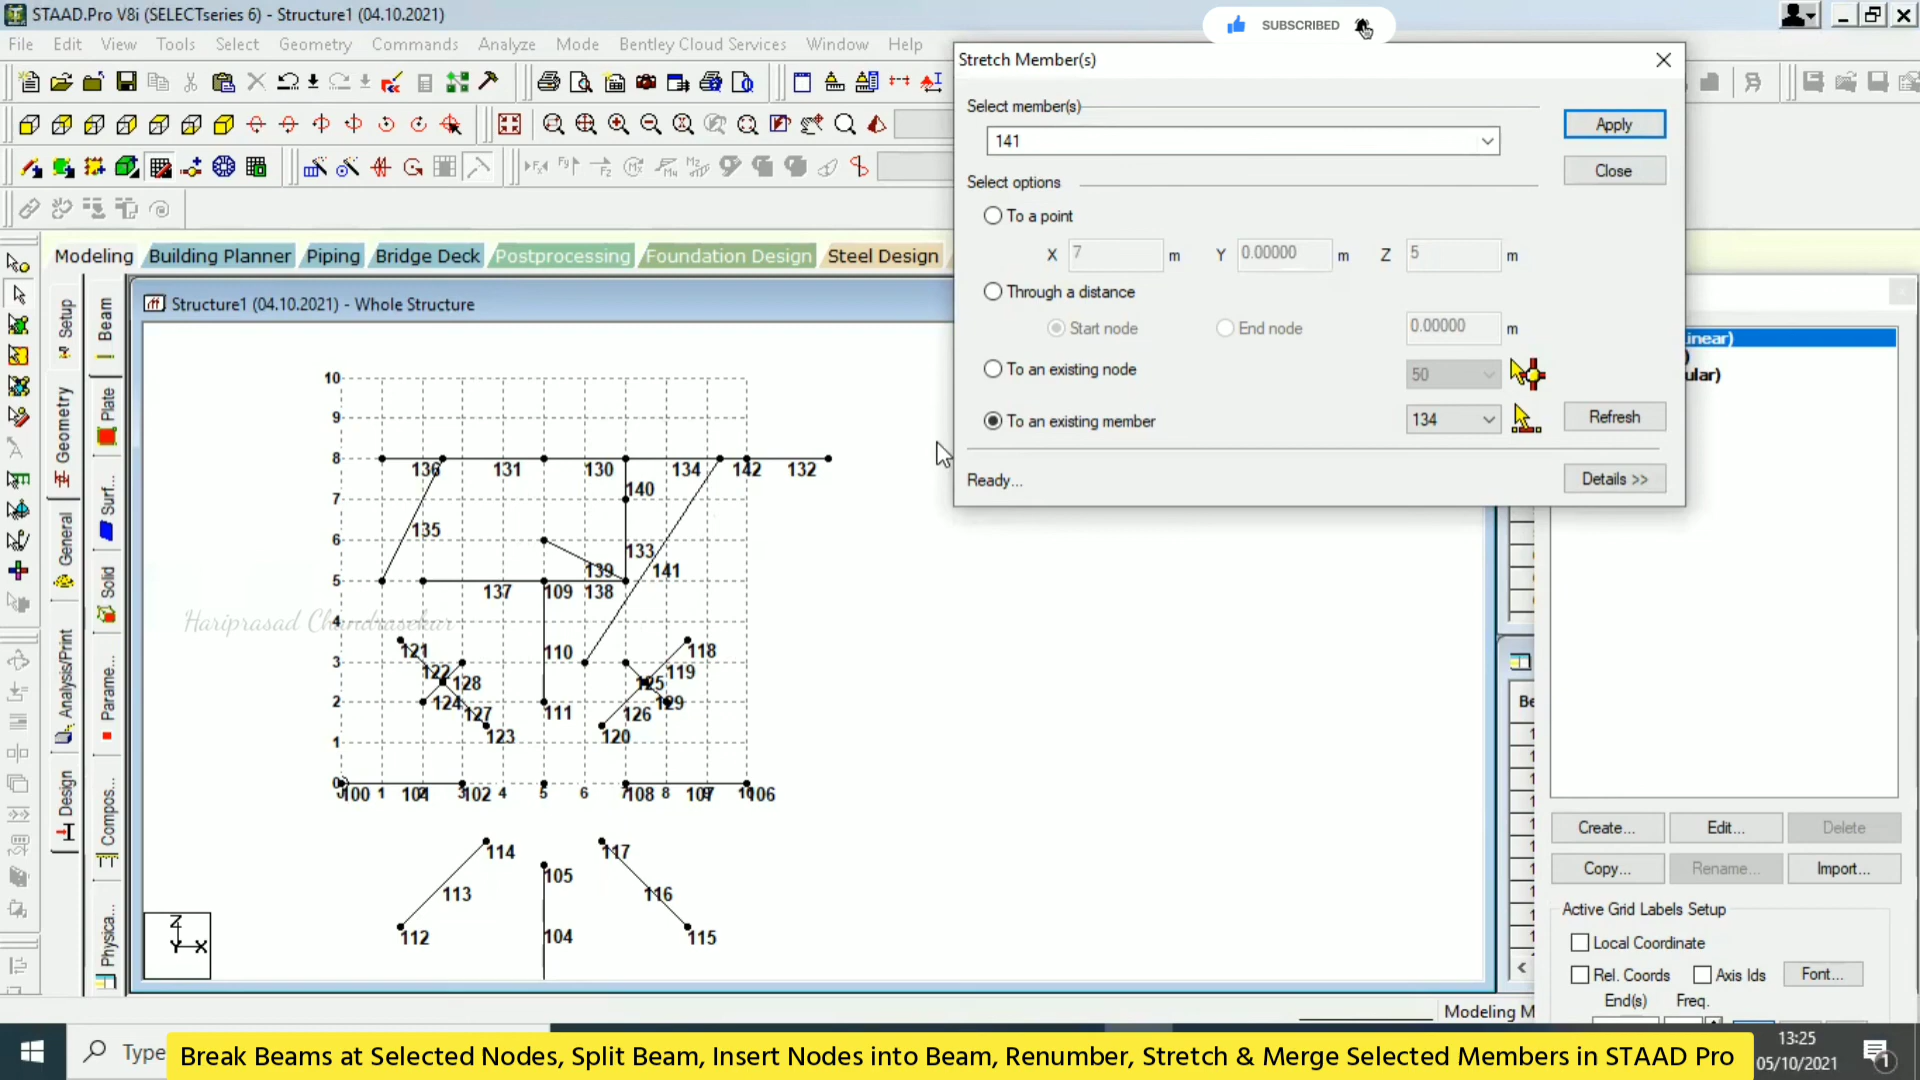 STAAD.Pro V8i (SELECTseries 6) - Structure1 (04.10.2021)
SUBSCRIBED
File Edit View Tools Select Geometry Commands Analyze Mode Bentley Cloud Services Window Help
Stretch Member(s)
Select member(s)
141
Apply
Close
Select options
To a point
X 7 m Y 0.00000 m Z 5 m
Through a distance
Start node End node 0.00000 m
To an existing node 50
To an existing member 134 Refresh
Ready... Details >>
Modeling Building Planner Piping Bridge Deck Postprocessing Foundation Design Steel Design
Structure1 (04.10.2021) - Whole Structure
Setup
Geometry
General
Analysis/Print
Design
Beam
Plate
Surf...
Solid
Parame...
Compos...
Physica...
inear)
ular)
10
9
8
136 131 130 134 142 132
7
140
135
6
133
139 141
5
137 109 138
4
Hariprasad Chandrasekar
121 110 118
3
122 128 125 119
2
124 127 111 126 129
1
123 120
0
100 1 101 2 3 102 4 5 6 7 108 8 107 9 10 106
114 117
105
113 116
112 104 115
Z
Y X
Be
Create... Edit... Delete
Copy... Rename... Import...
Active Grid Labels Setup
Local Coordinate
Rel. Coords Axis Ids Font...
End(s) Freq.
Modeling M
Type
Break Beams at Selected Nodes, Split Beam, Insert Nodes into Beam, Renumber, Stretch & Merge Selected Members in STAAD Pro
13:25
05/10/2021
1